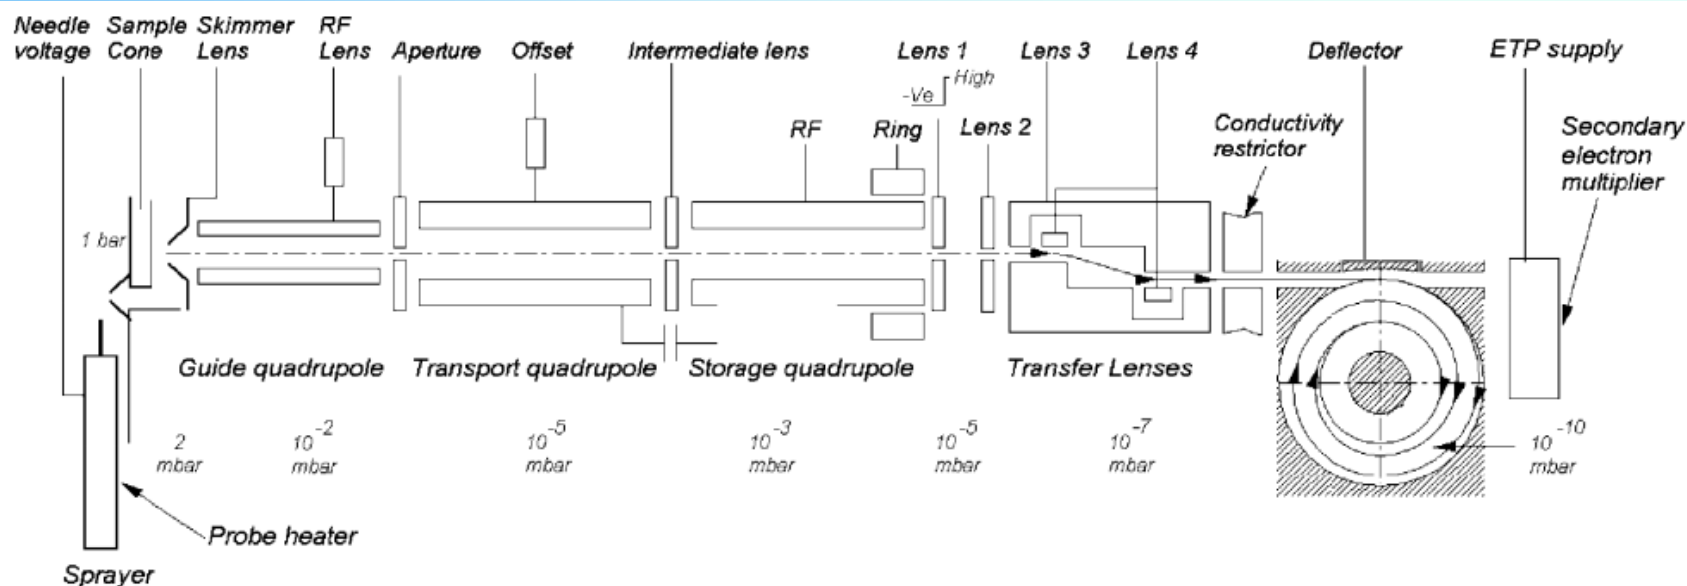 Needle
voltage
Sample
Cone
Skimmer
Lens
RF
Lens
Aperture
Offset
Intermediate lens
Lens 1
High
-Ve
Lens 2
Lens 3
Lens 4
Deflector
ETP supply
RF
Ring
Conductivity
restrictor
Secondary
electron
multiplier
1 bar
Guide quadrupole
Transport quadrupole
Storage quadrupole
Transfer Lenses
2
mbar
10⁻²
mbar
10⁻⁵
mbar
10⁻³
mbar
10⁻⁵
mbar
10⁻⁷
mbar
10⁻¹⁰
mbar
Probe heater
Sprayer